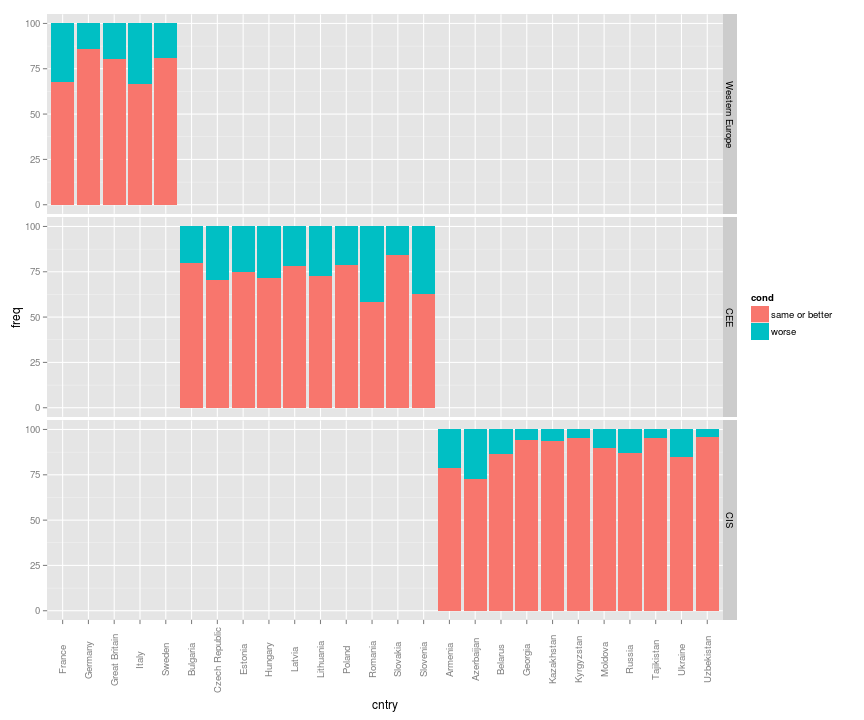 100
75
50
25
0
Western Europe
100
75
50
25
0
CEE
100
75
50
25
0
CIS
freq
France
Germany
Great Britain
Italy
Sweden
Bulgaria
Czech Republic
Estonia
Hungary
Latvia
Lithuania
Poland
Romania
Slovakia
Slovenia
Armenia
Azerbaijan
Belarus
Georgia
Kazakhstan
Kyrgyzstan
Moldova
Russia
Tajikistan
Ukraine
Uzbekistan
cntry
cond
same or better
worse